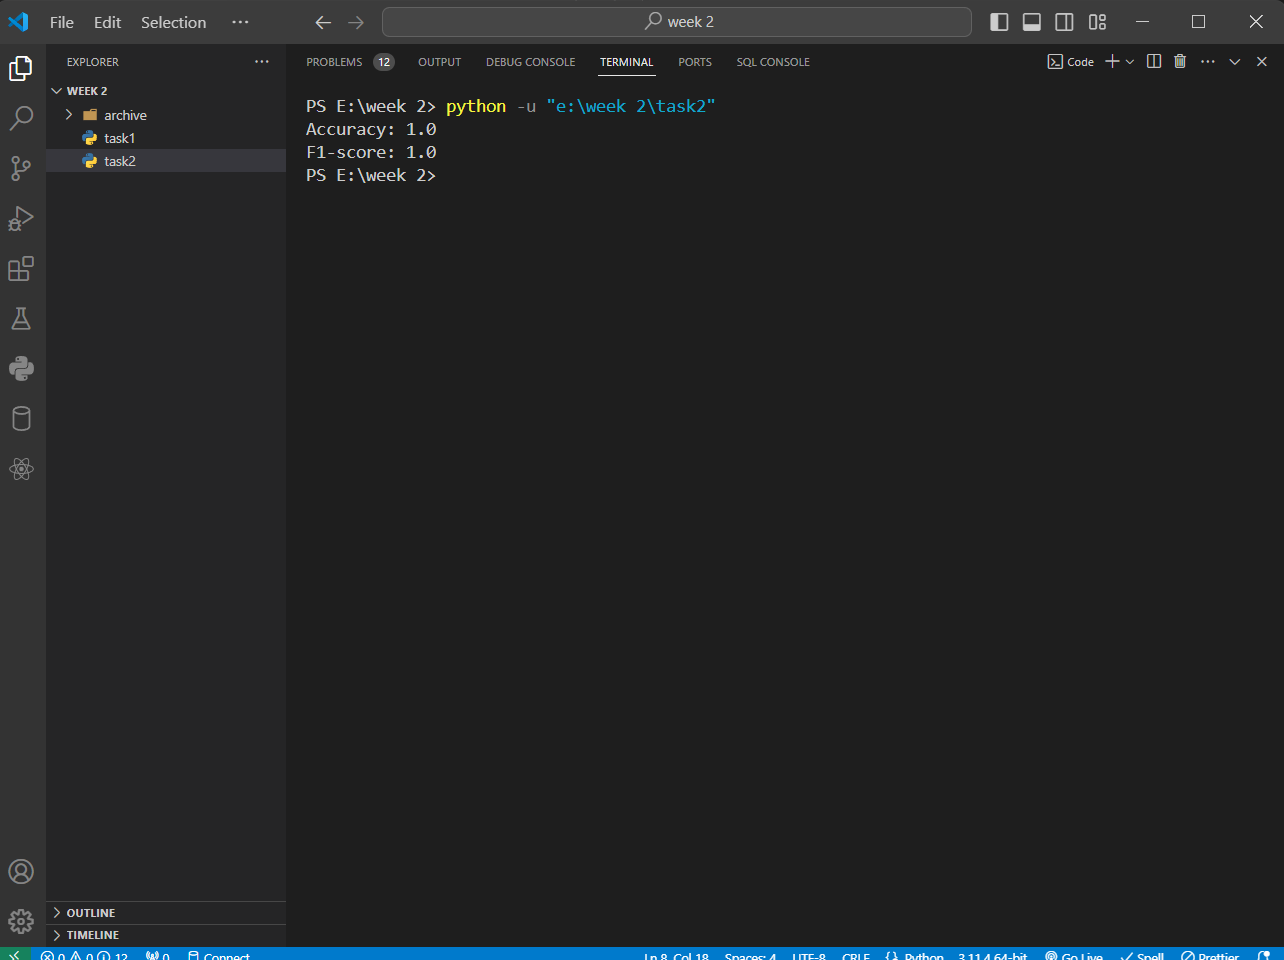 File Edit Selection ···
week 2
EXPLORER ···
WEEK 2
archive
task1
task2
OUTLINE
TIMELINE
PROBLEMS 12 OUTPUT DEBUG CONSOLE TERMINAL PORTS SQL CONSOLE
Code
PS E:\week 2> python -u "e:\week 2\task2"
Accuracy: 1.0
F1-score: 1.0
PS E:\week 2>
0 0 12 0 Connect Ln 8, Col 18 Spaces: 4 UTF-8 CRLF {} Python 3.11.4 64-bit Go Live Spell Prettier